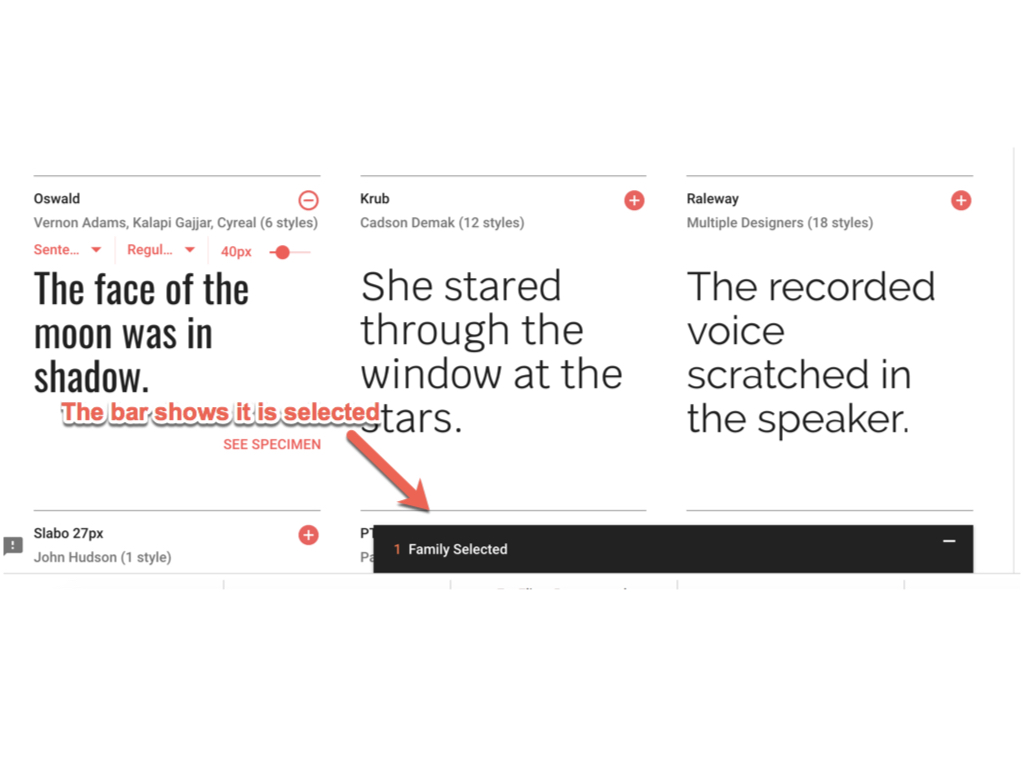 Oswald
Vernon Adams, Kalapi Gajjar, Cyreal (6 styles)
Sente... Regul... 40px
The face of the
moon was in
shadow.
SEE SPECIMEN
Krub
Cadson Demak (12 styles)
She stared
through the
window at the
stars.
Raleway
Multiple Designers (18 styles)
The recorded
voice
scratched in
the speaker.
The bar shows it is selected
Slabo 27px
John Hudson (1 style)
1 Family Selected